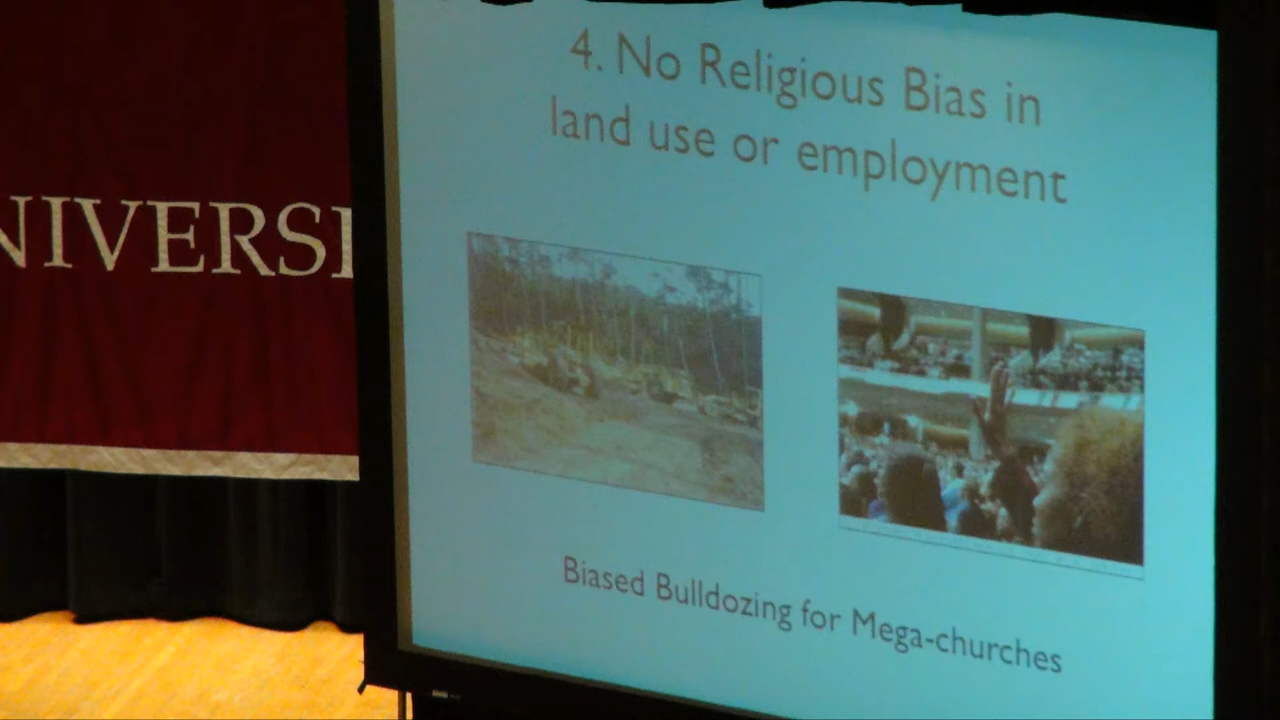 NIVERSI
4. No Religious Bias in
land use or employment
Biased Bulldozing for Mega-churches